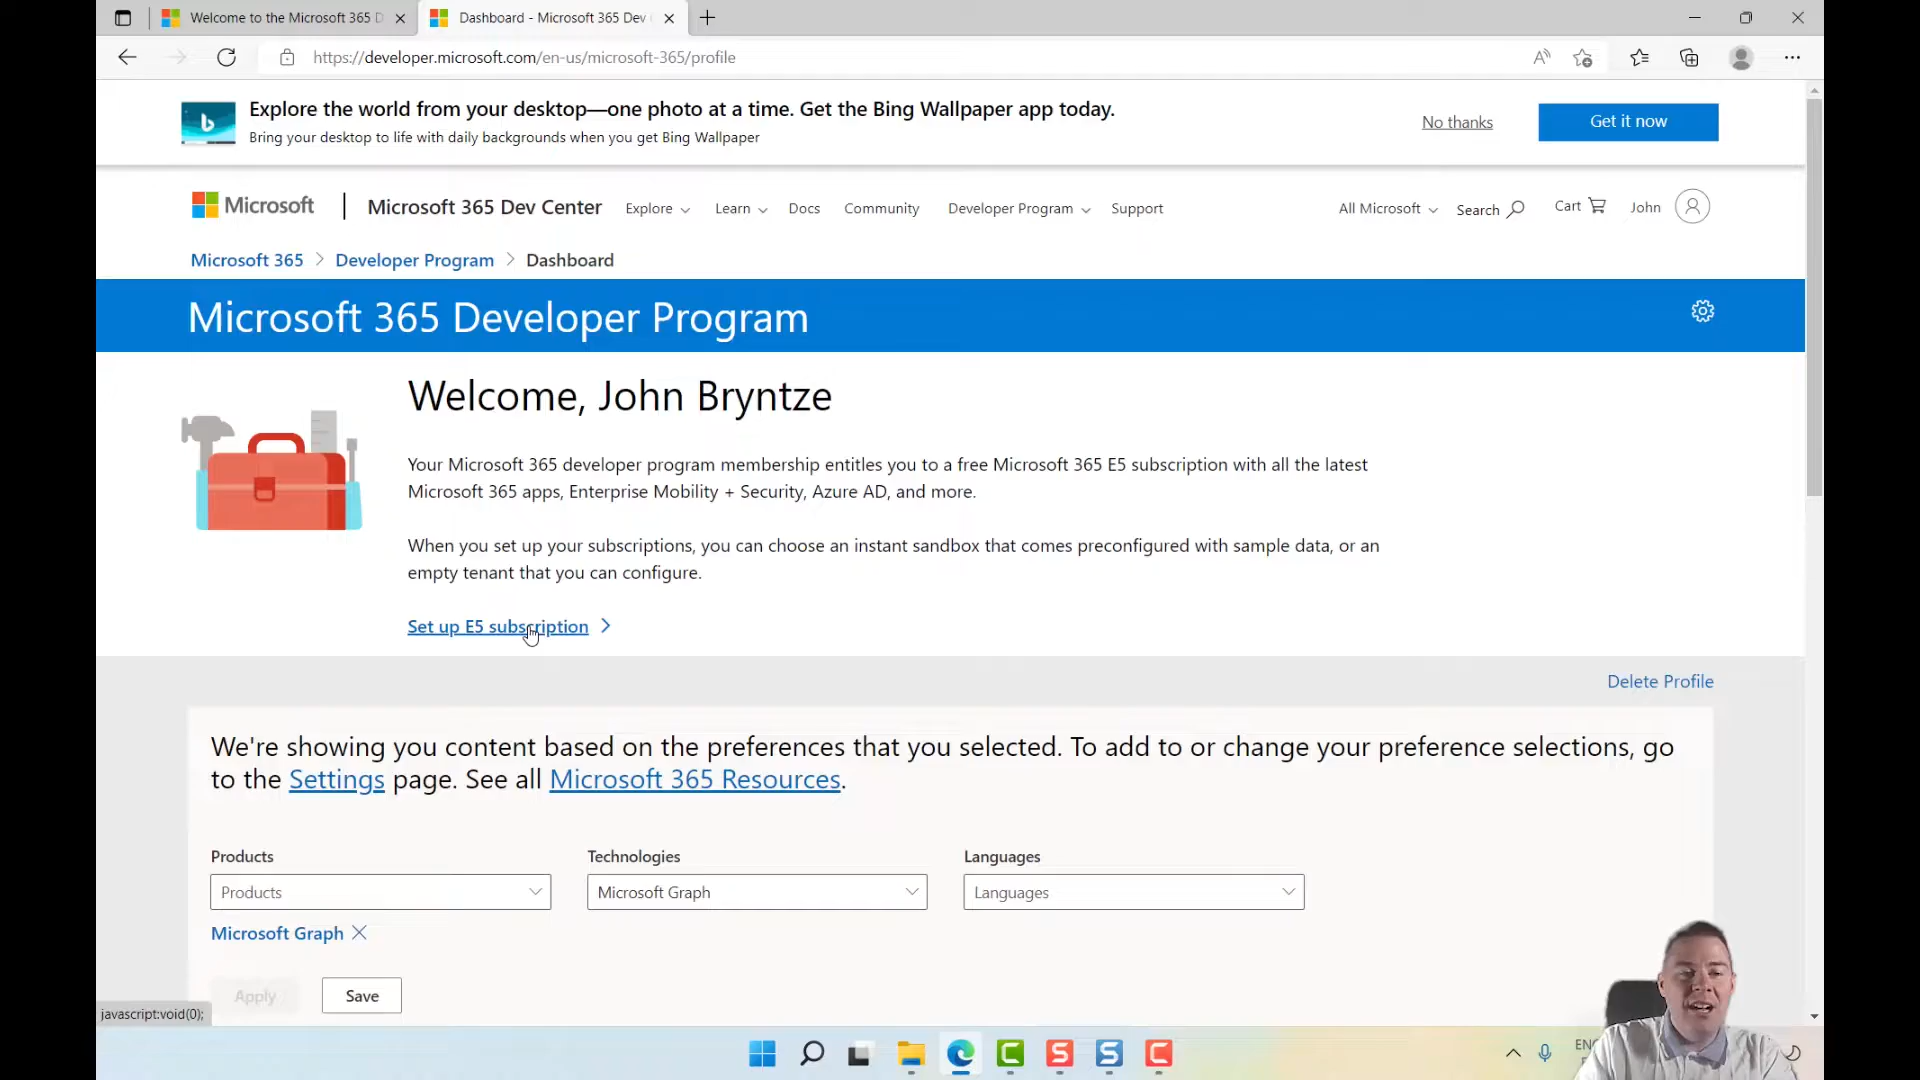 Welcome to the Microsoft 365 D
Dashboard - Microsoft 365 Dev
https://developer.microsoft.com/en-us/microsoft-365/profile
Explore the world from your desktop—one photo at a time. Get the Bing Wallpaper app today.
Bring your desktop to life with daily backgrounds when you get Bing Wallpaper
No thanks
Get it now
Microsoft
Microsoft 365 Dev Center
Explore
Learn
Docs
Community
Developer Program
Support
All Microsoft
Search
Cart
John
Microsoft 365 > Developer Program > Dashboard
Microsoft 365 Developer Program
Welcome, John Bryntze
Your Microsoft 365 developer program membership entitles you to a free Microsoft 365 E5 subscription with all the latest
Microsoft 365 apps, Enterprise Mobility + Security, Azure AD, and more.
When you set up your subscriptions, you can choose an instant sandbox that comes preconfigured with sample data, or an
empty tenant that you can configure.
Set up E5 subscription
Delete Profile
We're showing you content based on the preferences that you selected. To add to or change your preference selections, go
to the Settings page. See all Microsoft 365 Resources.
Products
Technologies
Languages
Products
Microsoft Graph
Languages
Microsoft Graph
Apply
Save
javascript:void(0);